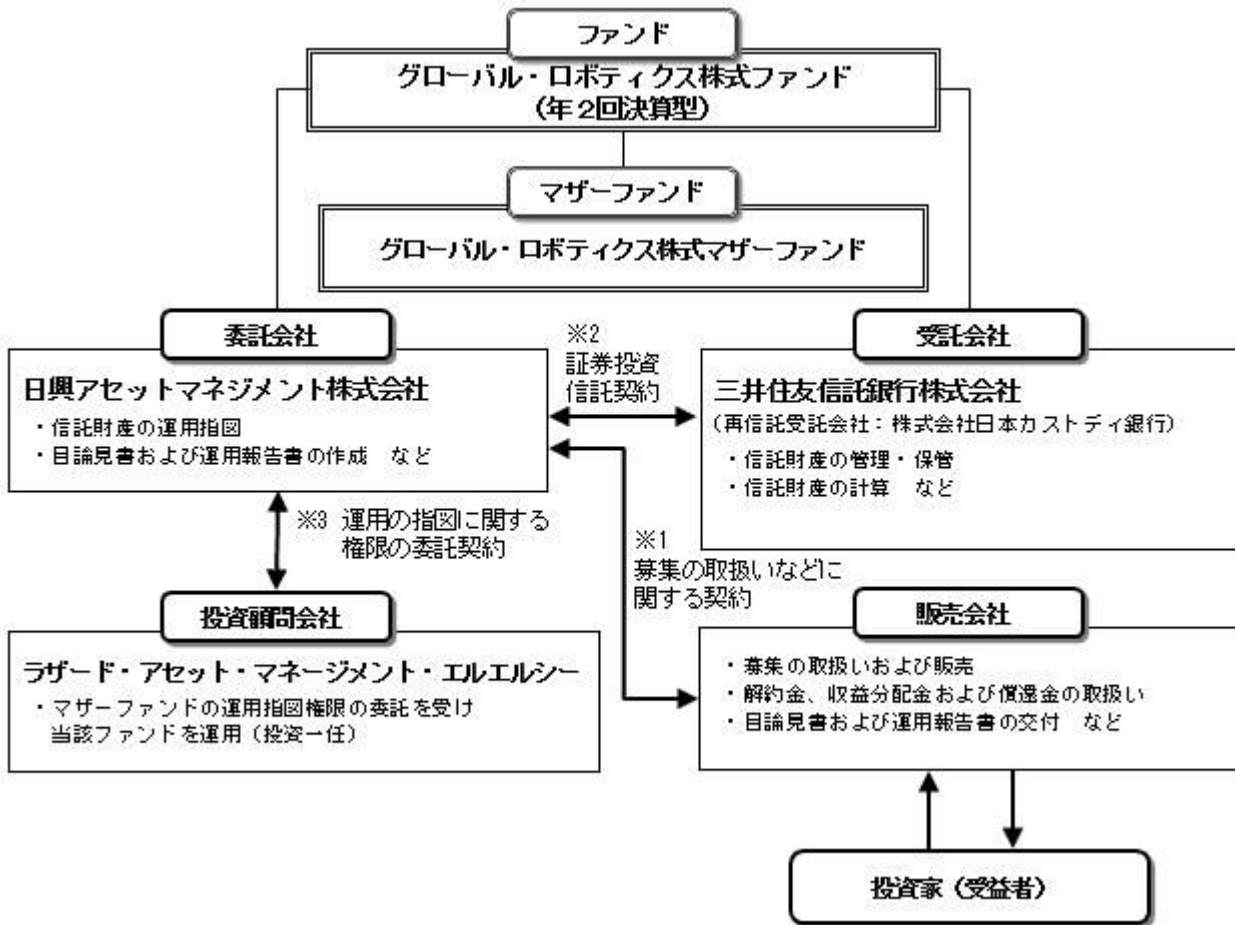 ファンド
グローバル・ロボティクス株式ファンド
(年2回決算型)
マザーファンド
グローバル・ロボティクス株式マザーファンド
委託会社
日興アセットマネジメント株式会社
・信託財産の運用指図
・目論見書および運用報告書の作成 など
※2
証券投資
信託契約
受託会社
三井住友信託銀行株式会社
(再信託受託会社:株式会社日本カストディ銀行)
・信託財産の管理・保管
・信託財産の計算 など
※3 運用の指図に関する
権限の委託契約
※1
募集の取扱いなどに
関する契約
投資顧問会社
ラザード・アセット・マネージメント・エルエルシー
・マザーファンドの運用指図権限の委託を受け
当該ファンドを運用(投資一任)
販売会社
・募集の取扱いおよび販売
・解約金、収益分配金および償還金の取扱い
・目論見書および運用報告書の交付 など
投資家(受益者)